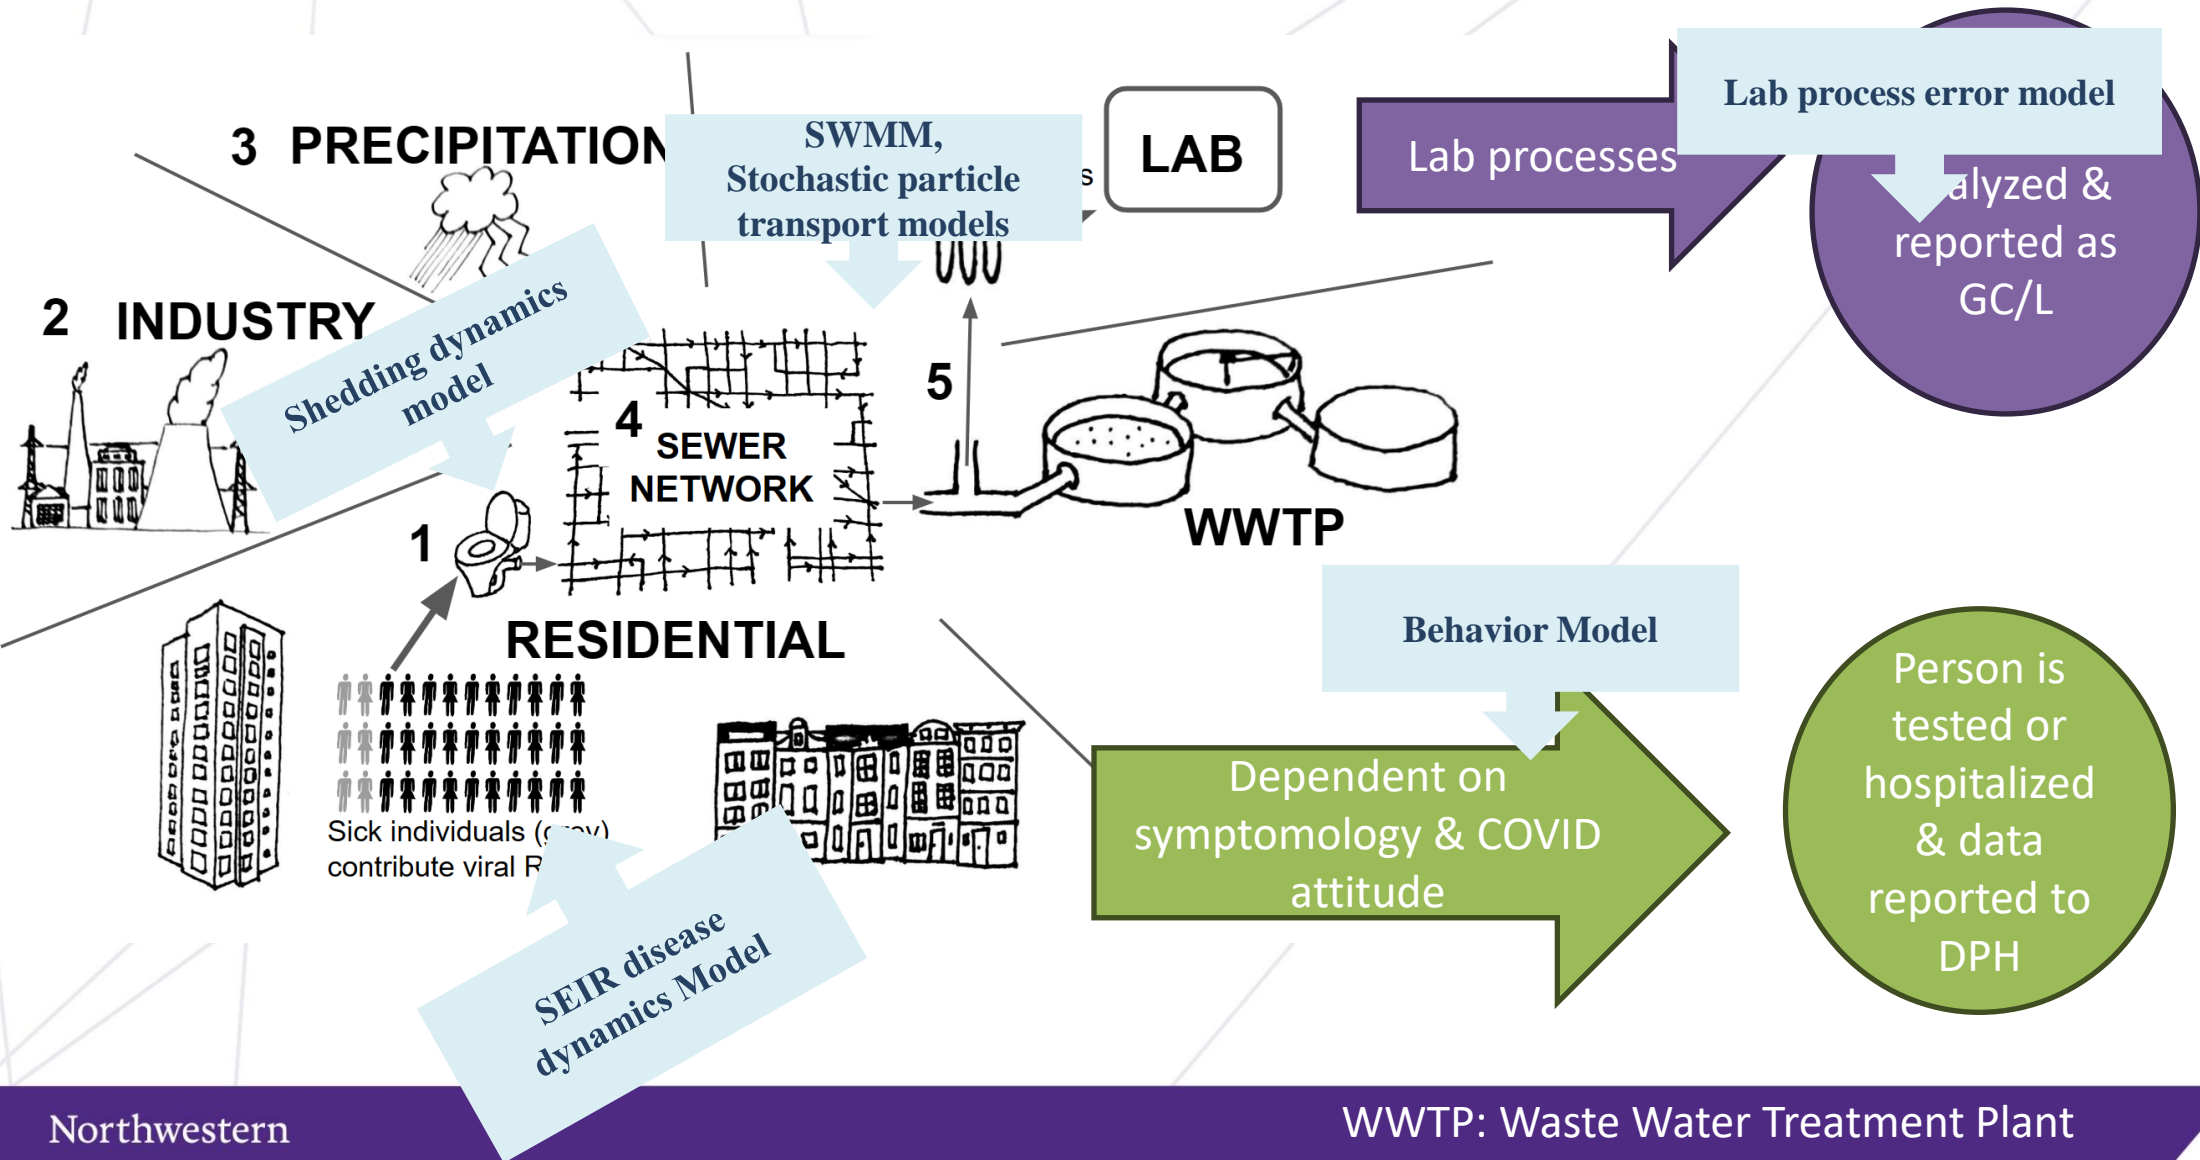 3 PRECIPITATION
SWMM,
Stochastic particle
transport models
s
LAB
Lab processes
Lab process error model
alyzed &
reported as
GC/L
2 INDUSTRY
Shedding dynamics
model
4
SEWER
NETWORK
5
WWTP
1
RESIDENTIAL
Sick individuals (grey)
contribute viral R
SEIR disease
dynamics Model
Behavior Model
Dependent on
symptomology & COVID
attitude
Person is
tested or
hospitalized
& data
reported to
DPH
Northwestern
WWTP: Waste Water Treatment Plant